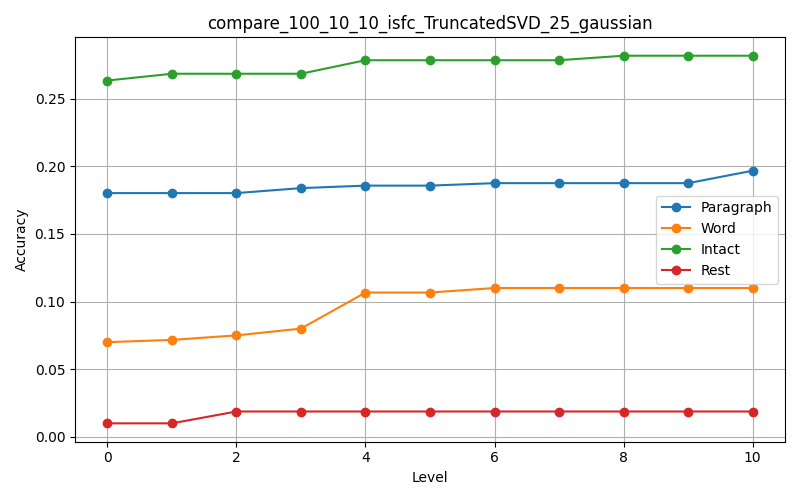 compare_100_10_10_isfc_TruncatedSVD_25_gaussian
Accuracy
0.25
0.20
0.15
0.10
0.05
0.00
Paragraph
Word
Intact
Rest
0 2 4 6 8 10
Level